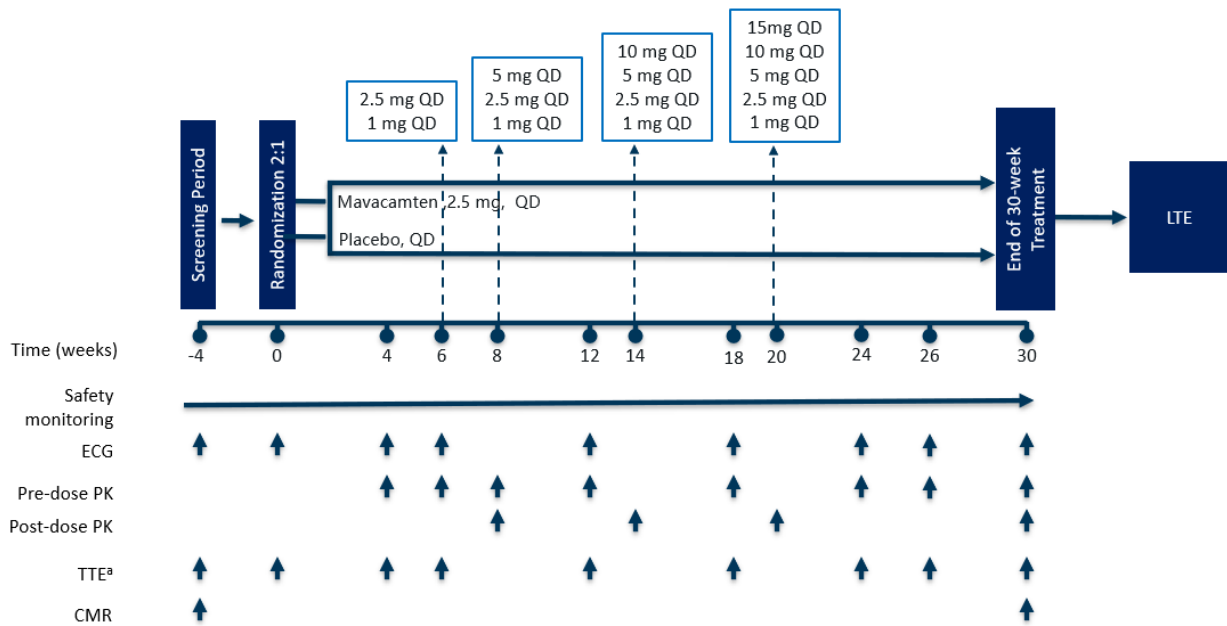 15mg QD
10 mg QD
5 mg QD
2.5 mg QD
1 mg QD
10 mg QD
5 mg QD
2.5 mg QD
1 mg QD
5 mg QD
2.5 mg QD
1 mg QD
2.5 mg QD
1 mg QD
Screening Period
Randomization 2:1
Mavacamten ,2.5 mg, QD
Placebo, QD
End of 30-week
Treatment
LTE
Time (weeks)
-4 0 4 6 8 12 14 18 20 24 26 30
Safety
monitoring
ECG
Pre-dose PK
Post-dose PK
TTEᵃ
CMR